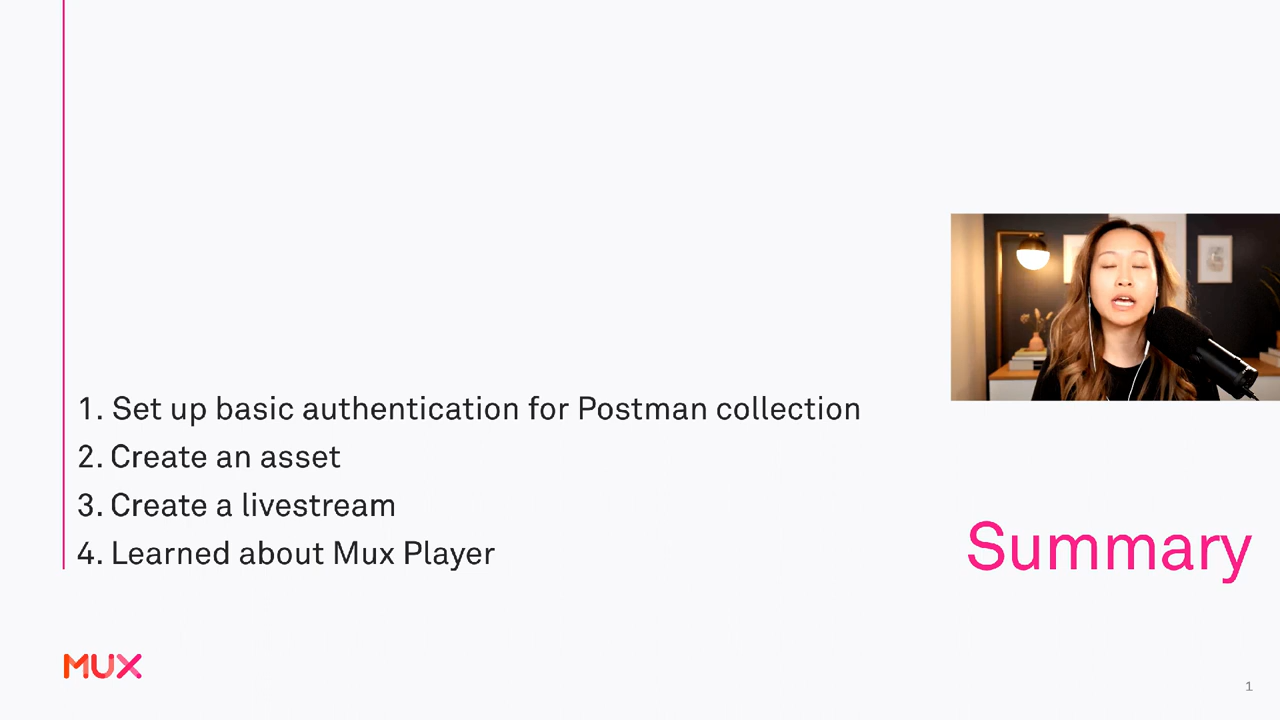 1. Set up basic authentication for Postman collection
2. Create an asset
3. Create a livestream
4. Learned about Mux Player
Summary
MUX
1